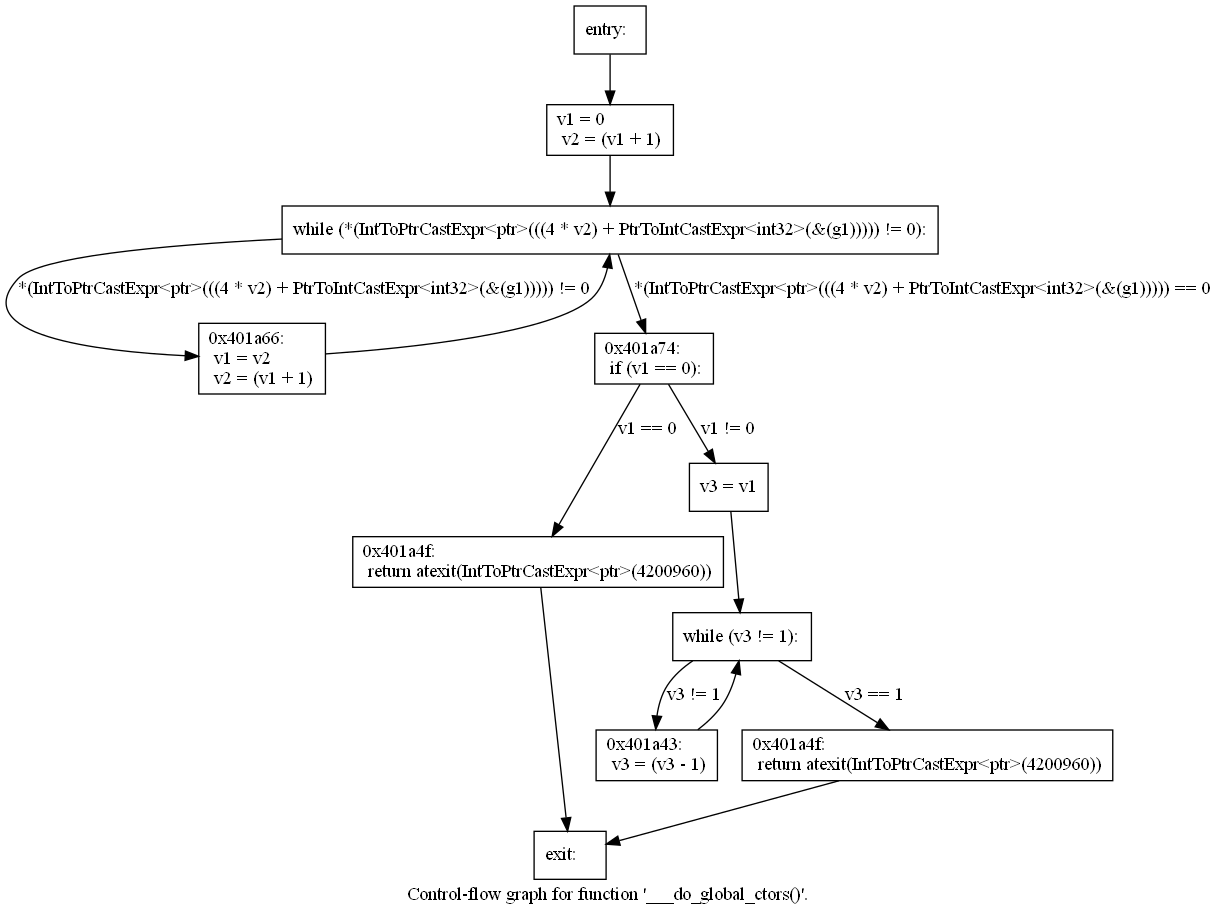 entry:
v1 = 0
v2 = (v1 + 1)
while (*(IntToPtrCastExpr<ptr>(((4 * v2) + PtrToIntCastExpr<int32>(&(g1))))) != 0):
*(IntToPtrCastExpr<ptr>(((4 * v2) + PtrToIntCastExpr<int32>(&(g1))))) != 0
*(IntToPtrCastExpr<ptr>(((4 * v2) + PtrToIntCastExpr<int32>(&(g1))))) == 0
0x401a66:
v1 = v2
v2 = (v1 + 1)
0x401a74:
if (v1 == 0):
v1 == 0
v1 != 0
v3 = v1
0x401a4f:
return atexit(IntToPtrCastExpr<ptr>(4200960))
while (v3 != 1):
v3 != 1
v3 == 1
0x401a43:
v3 = (v3 - 1)
0x401a4f:
return atexit(IntToPtrCastExpr<ptr>(4200960))
exit:
Control-flow graph for function '___do_global_ctors()'.